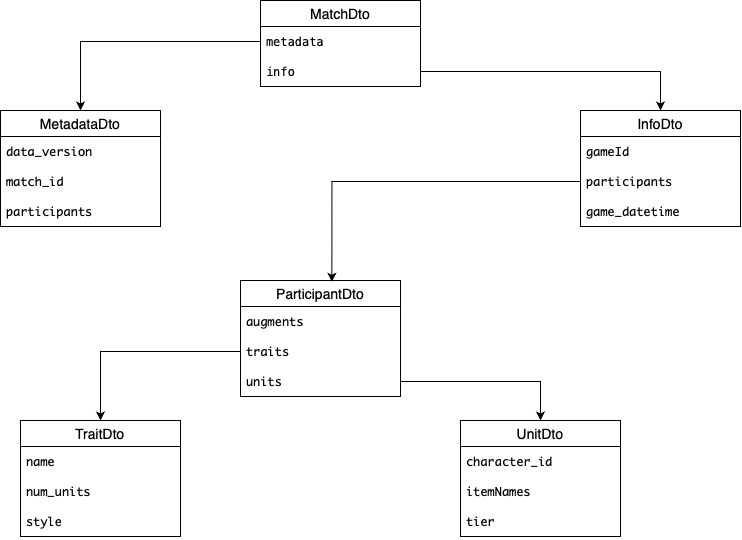 MatchDto
metadata
info
MetadataDto
data_version
match_id
participants
InfoDto
gameId
participants
game_datetime
ParticipantDto
augments
traits
units
TraitDto
name
num_units
style
UnitDto
character_id
itemNames
tier